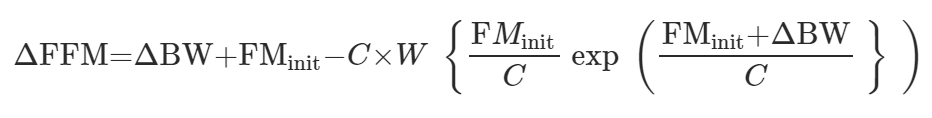 ΔFFM=ΔBW+FM_init−C×W { FM_init/C exp ( FM_init+ΔBW/C } )